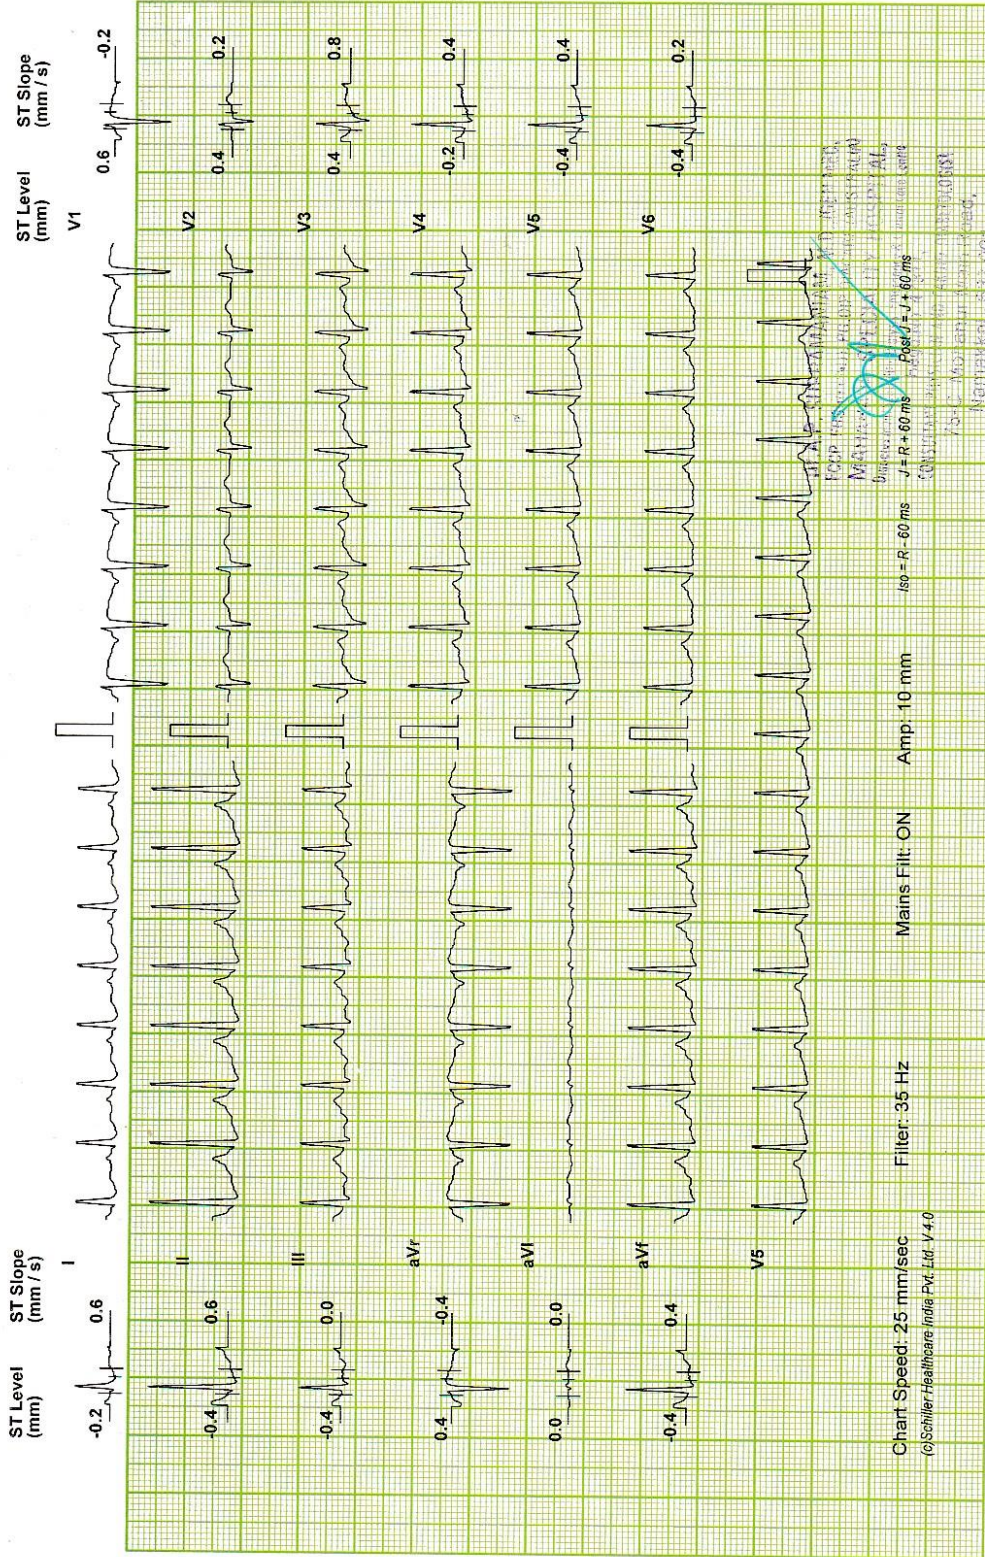 ST Level
(mm)
ST Slope
(mm / s)
ST Level
(mm)
ST Slope
(mm / s)
I
-0.2
0.6
V1
0.6
-0.2
II
-0.4
0.6
V2
0.4
0.2
III
-0.4
0.0
V3
0.4
0.8
aVr
0.4
-0.4
V4
-0.2
0.4
aVl
0.0
0.0
V5
-0.4
0.4
aVf
-0.4
0.4
V6
-0.4
0.2
V5
Chart Speed: 25 mm/sec
Filter: 35 Hz
Mains Filt: ON
Amp: 10 mm
Iso = R - 60 ms
J = R + 60 ms
Post J = J + 60 ms
(c)Schiller Healthcare India Pvt. Ltd. V 4.0